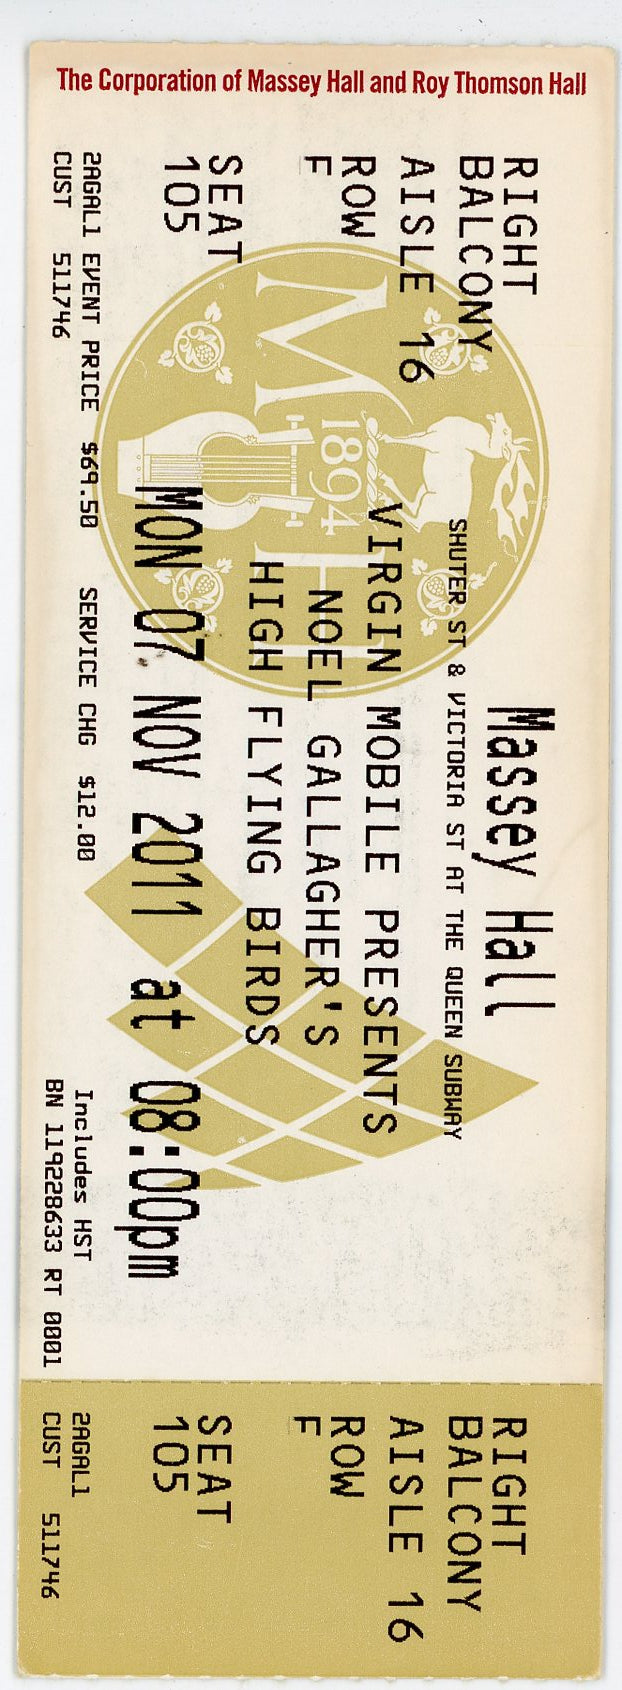 The Corporation of Massey Hall and Roy Thomson Hall
RIGHT
BALCONY
AISLE 16
ROW
F
SEAT
105
2AGAL1 EVENT PRICE $69.50 SERVICE CHG $12.00
CUST 511746
M
1894
H
Massey Hall
SHUTER ST & VICTORIA ST AT THE QUEEN SUBWAY
VIRGIN MOBILE PRESENTS
NOEL GALLAGHER'S
HIGH FLYING BIRDS
MON 07 NOV 2011 at 08:00pm
Includes HST
BN 119228633 RT 0001
RIGHT
BALCONY
AISLE 16
ROW
F
SEAT
105
2AGAL1
CUST 511746